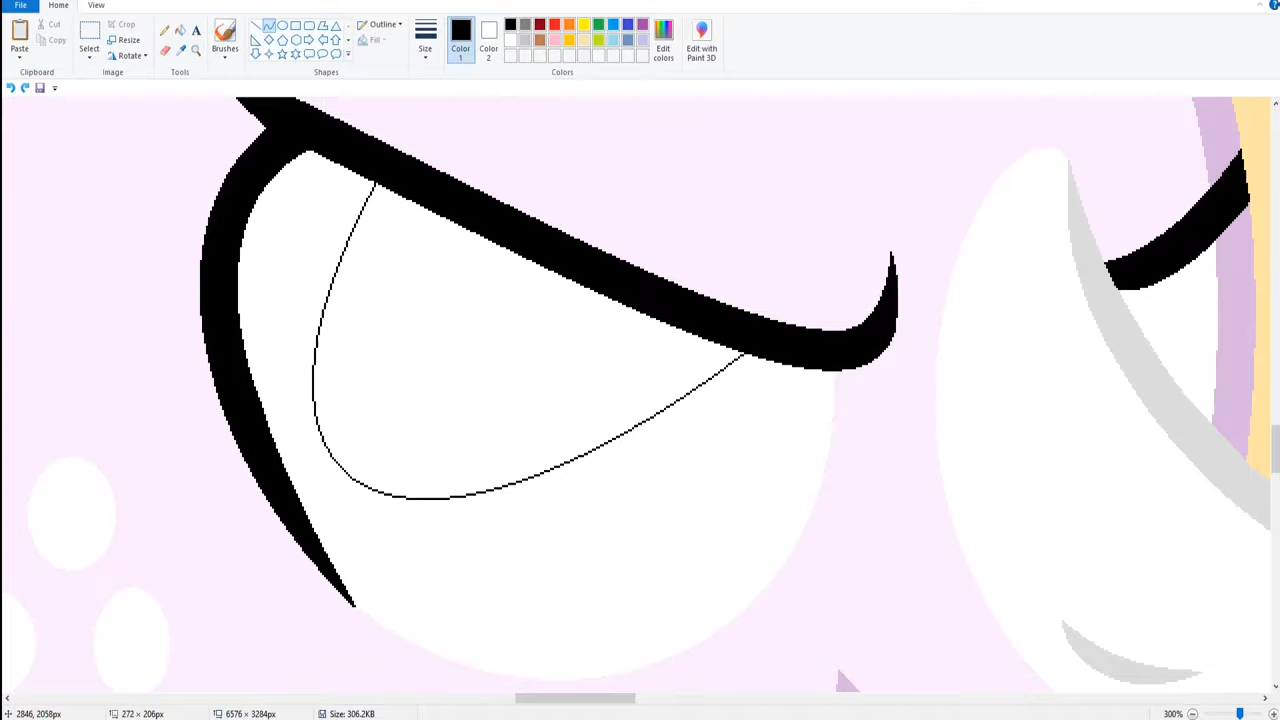 File Home View
Paste Cut Copy
Clipboard
Select Crop Resize Rotate
Image
A
Tools
Brushes
Outline Fill
Shapes
Size
Color 1
Color 2
Edit colors
Colors
Edit with Paint 3D
2846, 2058px 272 × 206px 6576 × 3284px Size: 306.2KB 300%